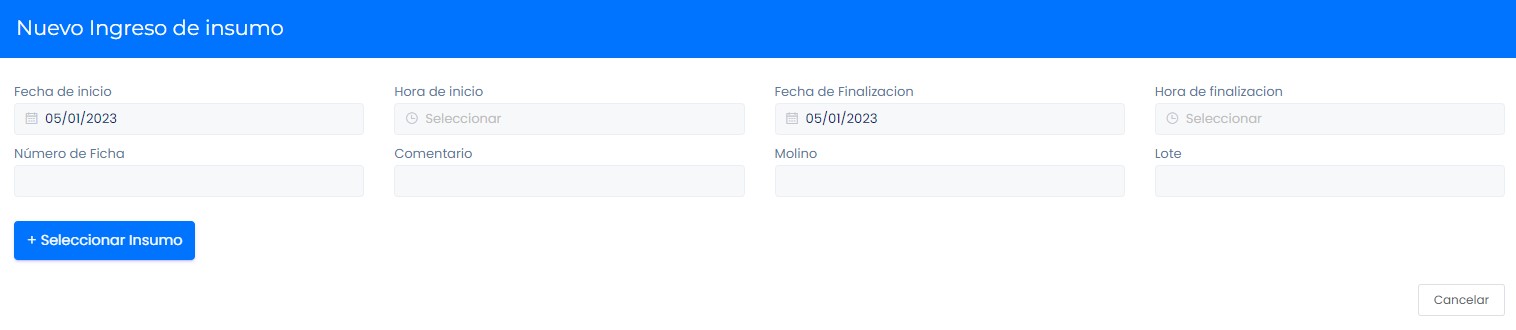 Nuevo Ingreso de insumo
Fecha de inicio Hora de inicio Fecha de Finalizacion Hora de finalizacion
05/01/2023 Seleccionar 05/01/2023 Seleccionar
Número de Ficha Comentario Molino Lote
+ Seleccionar Insumo
Cancelar